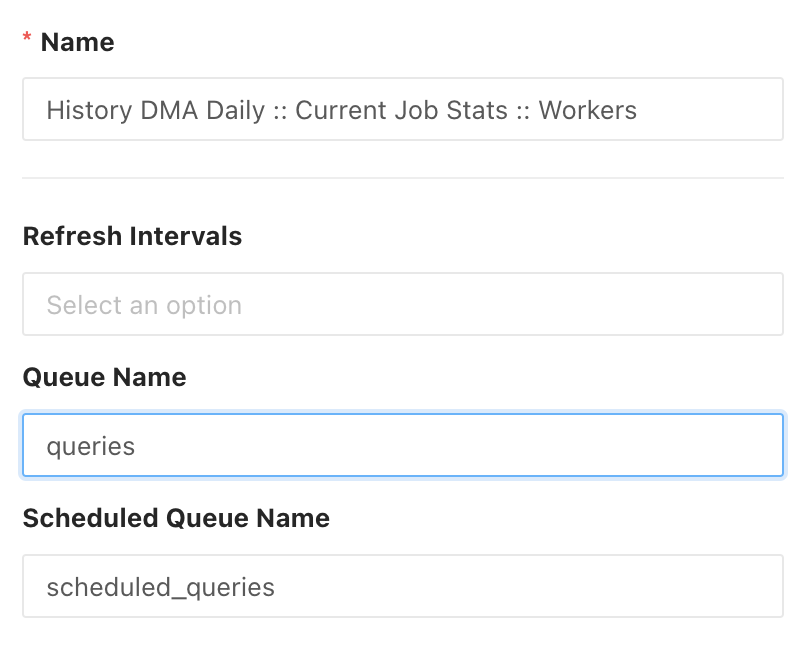 * Name
History DMA Daily :: Current Job Stats :: Workers
Refresh Intervals
Select an option
Queue Name
queries
Scheduled Queue Name
scheduled_queries